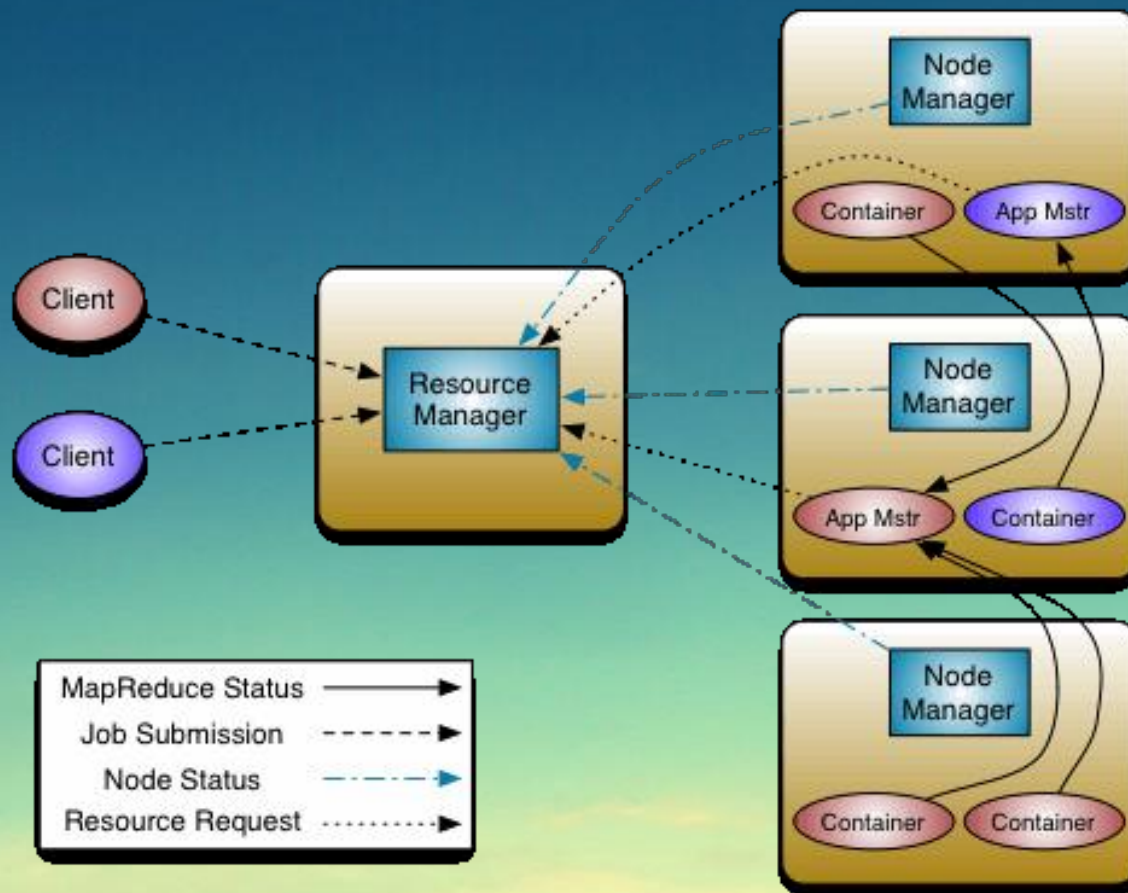 Client
Client
Resource
Manager
Node
Manager
Container
App Mstr
Node
Manager
App Mstr
Container
Node
Manager
Container
Container
MapReduce Status
Job Submission
Node Status
Resource Request